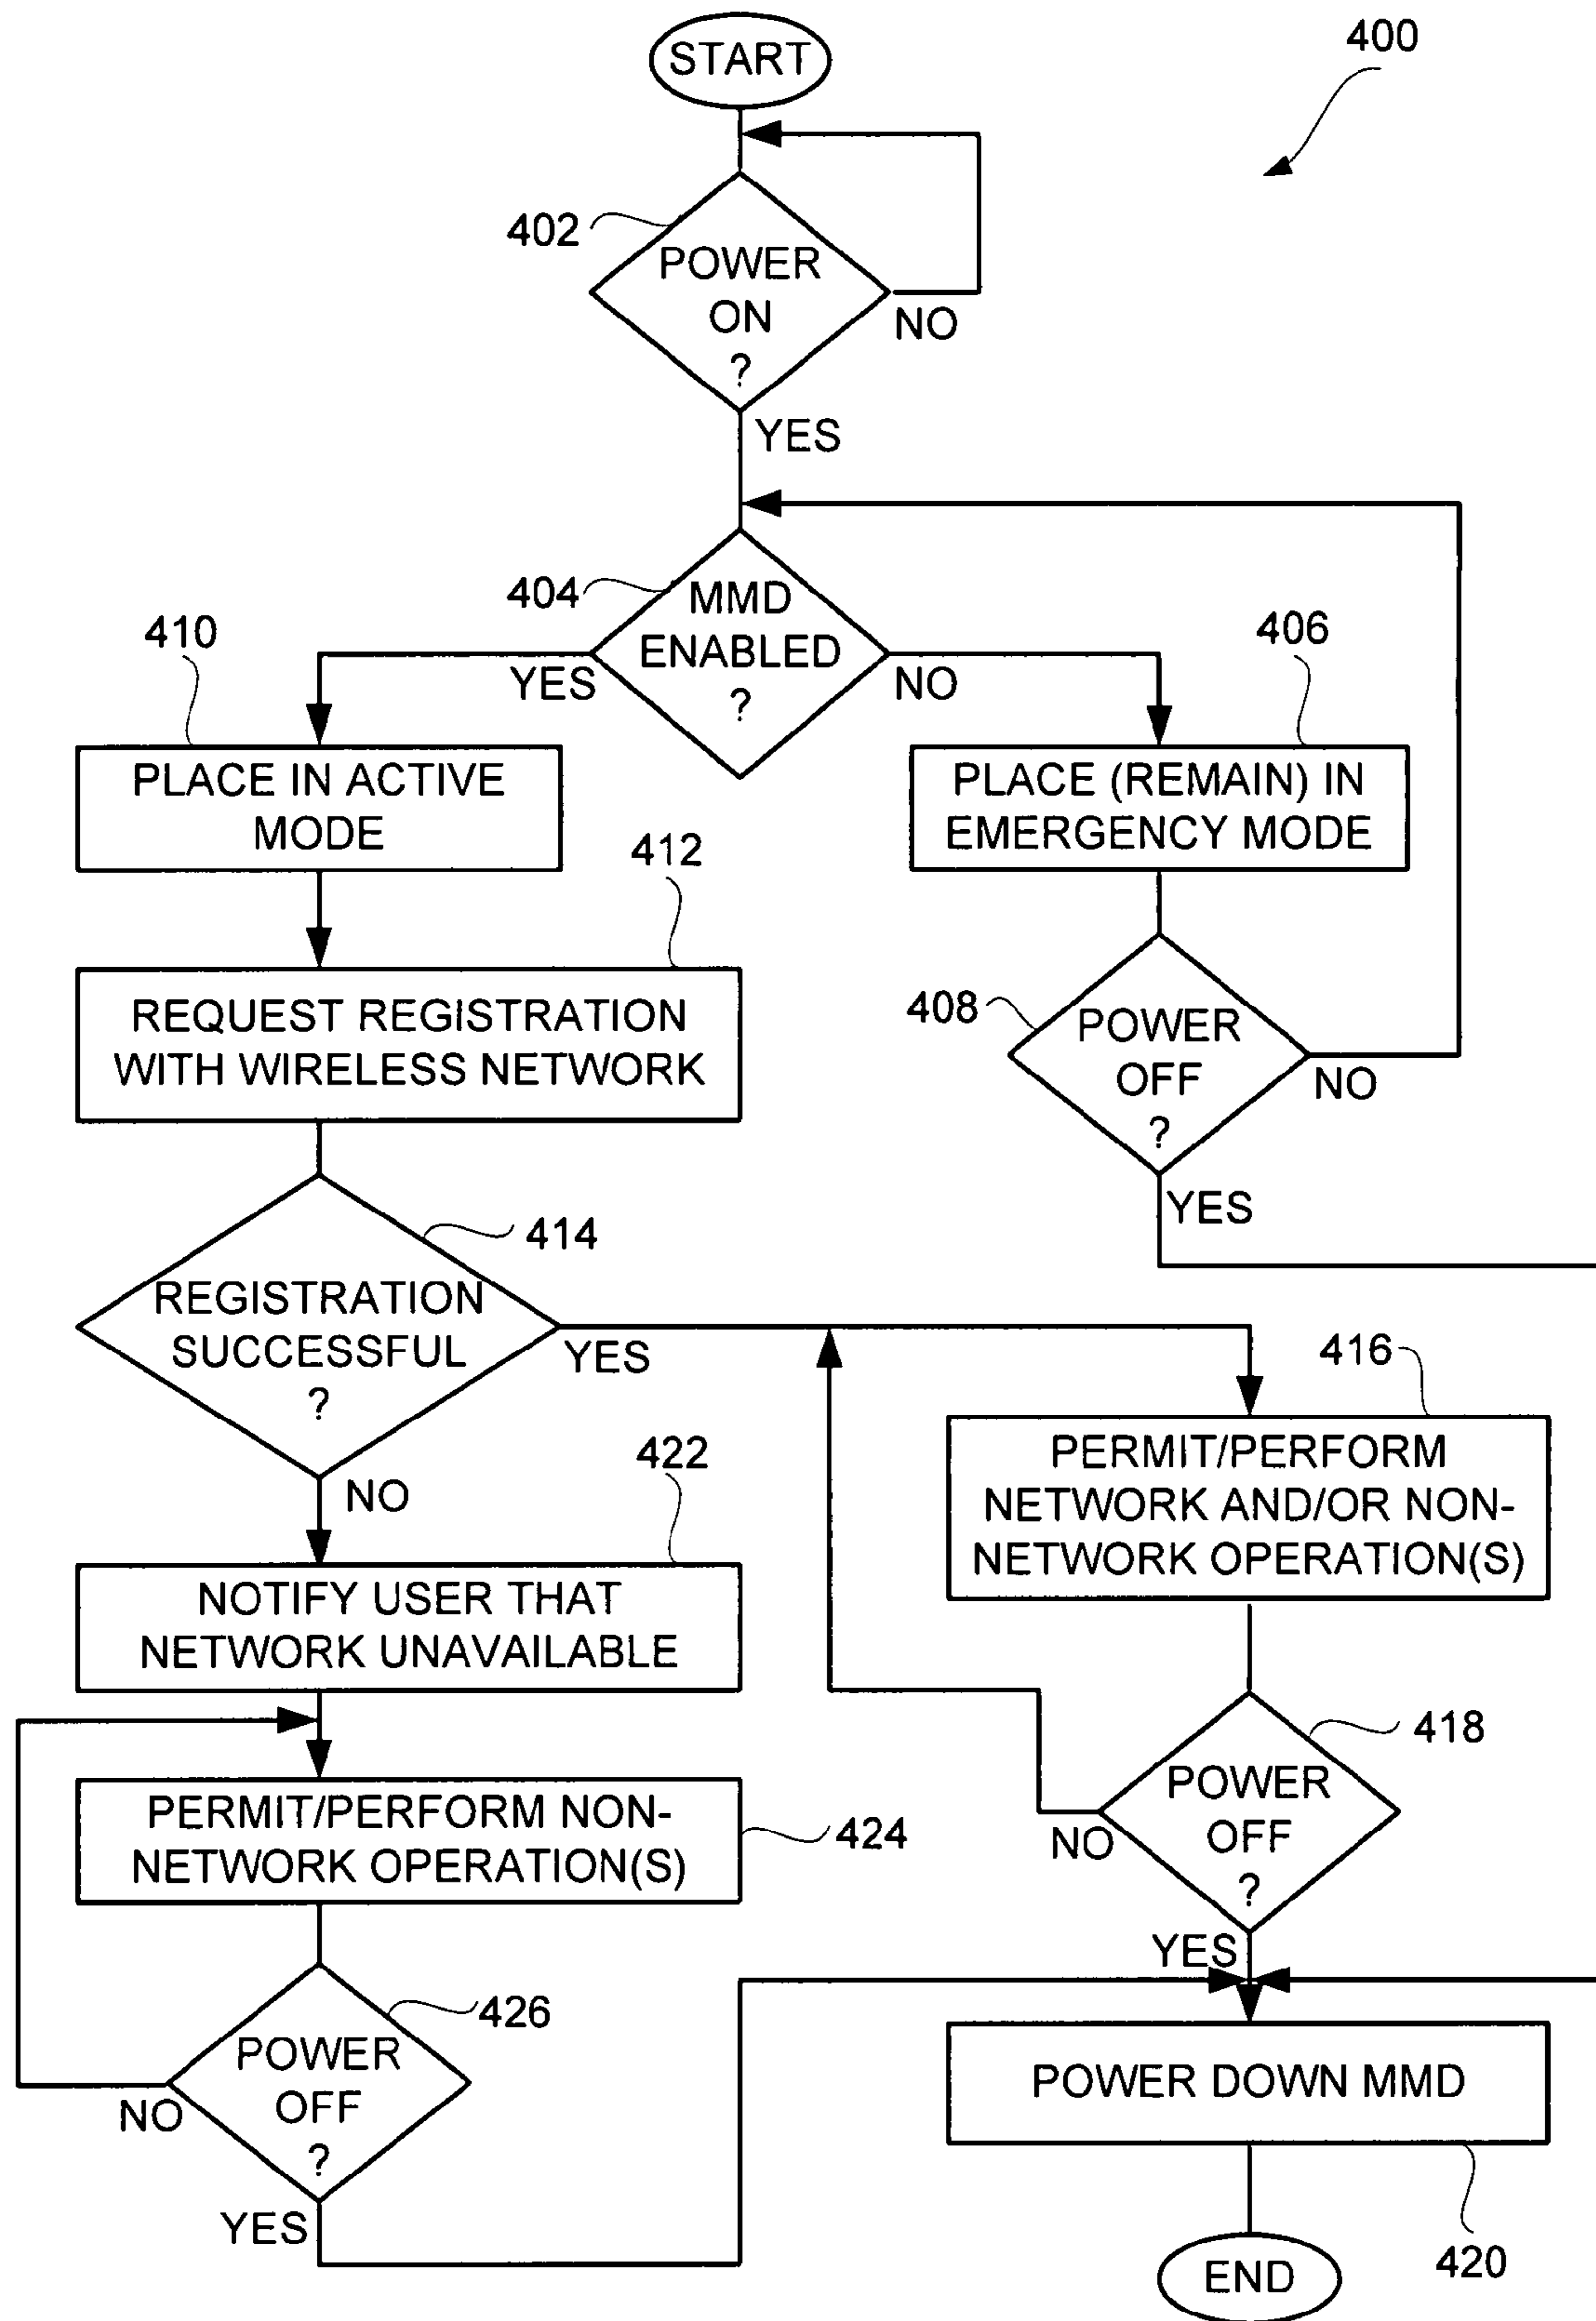 START
400
402
POWER
ON
?
NO
YES
404
MMD
ENABLED
?
YES
NO
410
406
PLACE IN ACTIVE
MODE
PLACE (REMAIN) IN
EMERGENCY MODE
412
REQUEST REGISTRATION
WITH WIRELESS NETWORK
408
POWER
OFF
?
NO
YES
414
REGISTRATION
SUCCESSFUL
?
YES
NO
416
PERMIT/PERFORM
NETWORK AND/OR NON-
NETWORK OPERATION(S)
422
NOTIFY USER THAT
NETWORK UNAVAILABLE
418
POWER
OFF
?
NO
YES
PERMIT/PERFORM NON-
NETWORK OPERATION(S)
424
426
POWER
OFF
?
NO
YES
POWER DOWN MMD
420
END